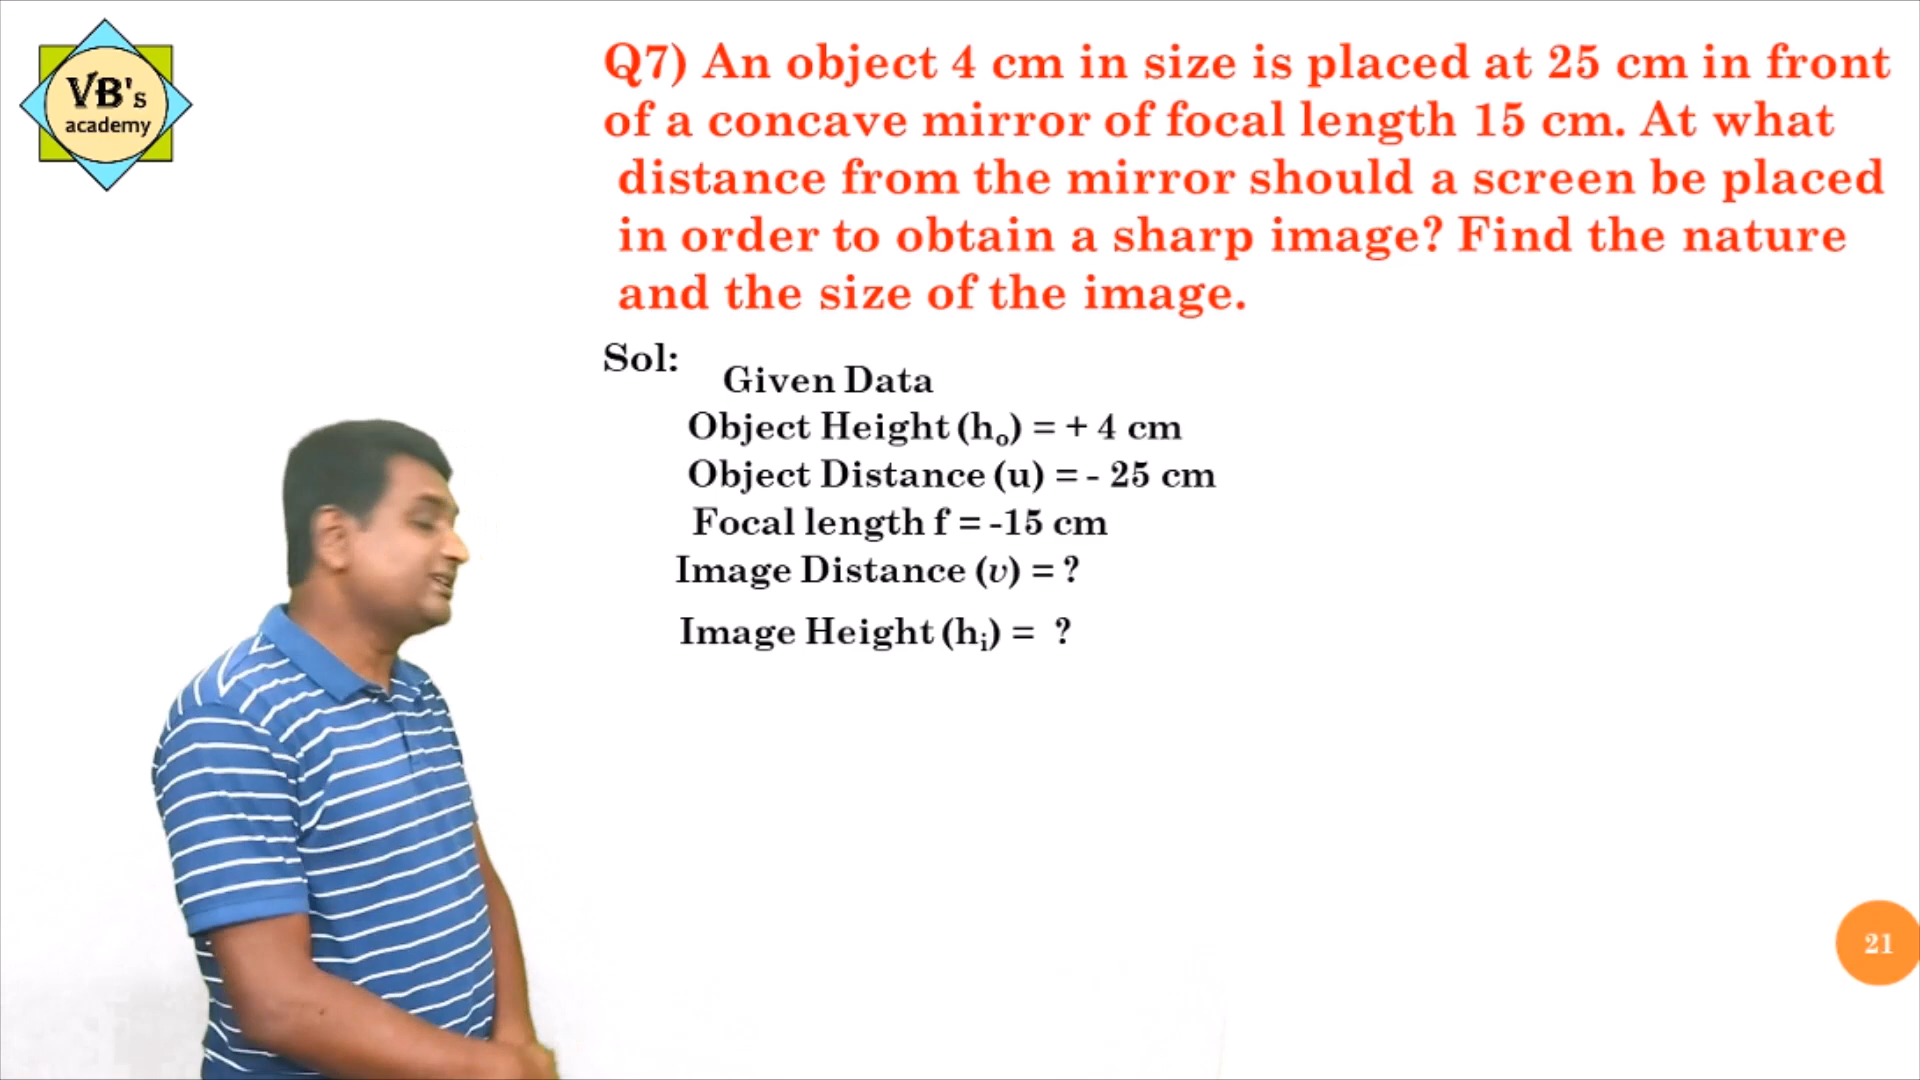 VB's
academy
Q7) An object 4 cm in size is placed at 25 cm in front
of a concave mirror of focal length 15 cm. At what
distance from the mirror should a screen be placed
in order to obtain a sharp image? Find the nature
and the size of the image.
Sol:
Given Data
Object Height (hₒ) = + 4 cm
Object Distance (u) = - 25 cm
Focal length f = -15 cm
Image Distance (v) = ?
Image Height (hᵢ) = ?
21